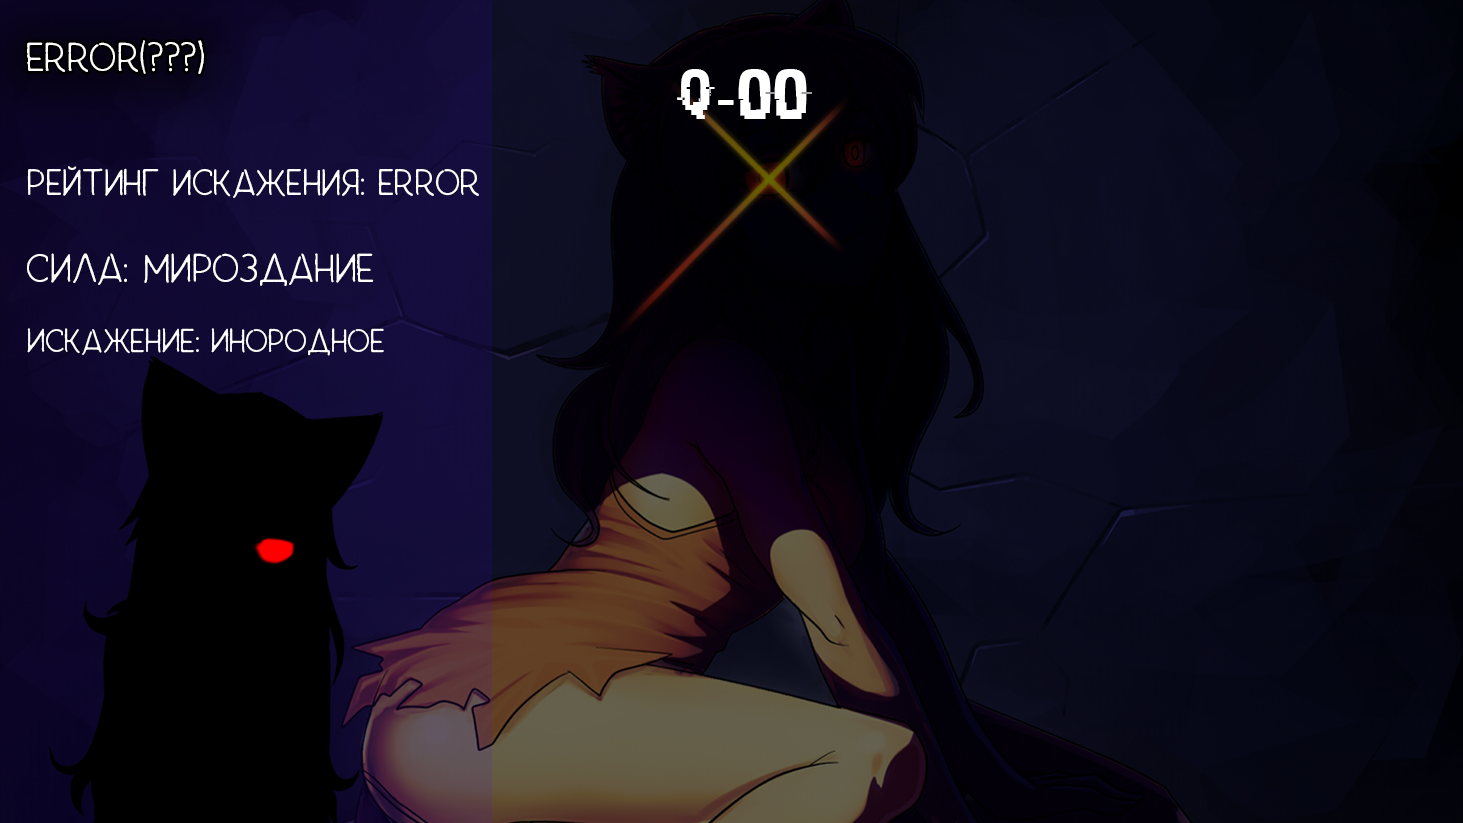 ERROR(???)
Q-00
РЕЙТИНГ ИСКАЖЕНИЯ: ERROR
СИЛА: МИРОЗДАНИЕ
ИСКАЖЕНИЕ: ИНОРОДНОЕ